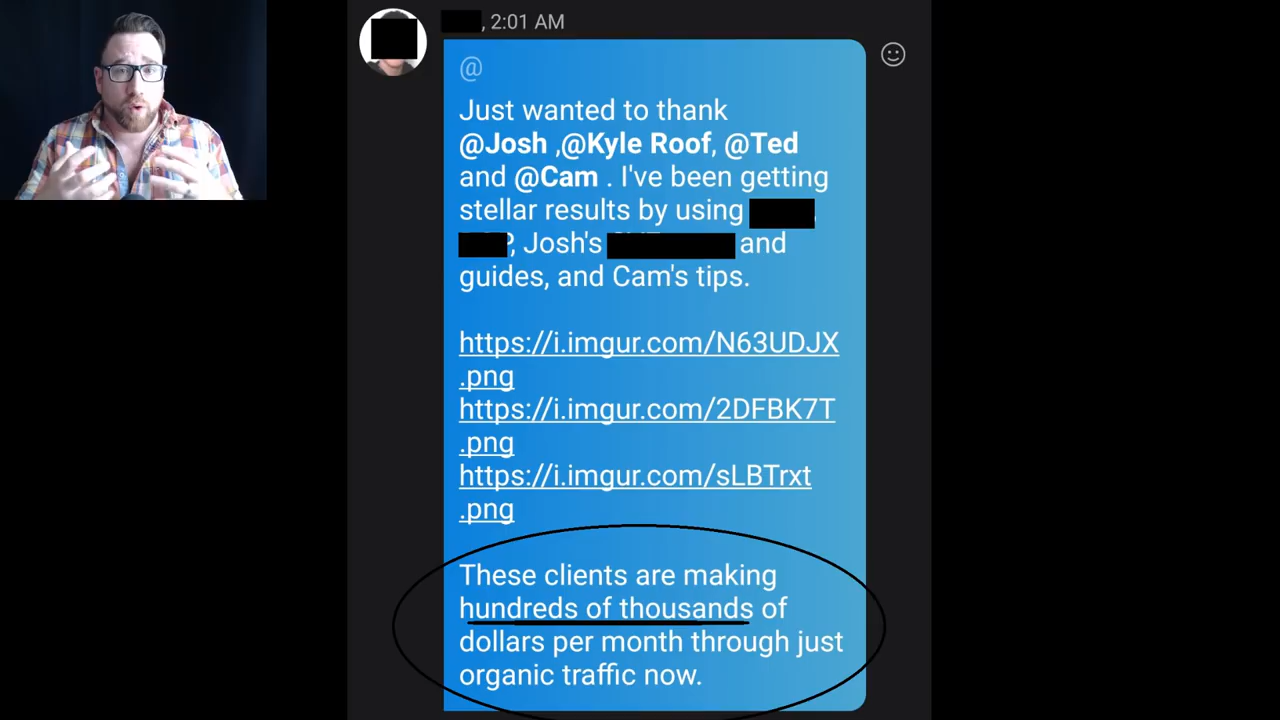 , 2:01 AM
@
Just wanted to thank
@Josh ,@Kyle Roof, @Ted
and @Cam . I've been getting
stellar results by using ,
, Josh's and
guides, and Cam's tips.
https://i.imgur.com/N63UDJX
.png
https://i.imgur.com/2DFBK7T
.png
https://i.imgur.com/sLBTrxt
.png
These clients are making
hundreds of thousands of
dollars per month through just
organic traffic now.